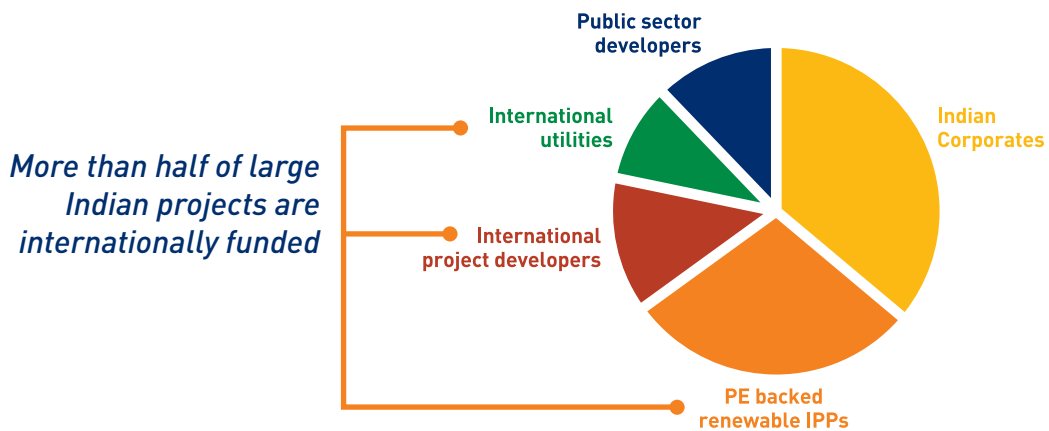 Public sector
developers
International
utilities
Indian
Corporates
More than half of large
Indian projects are
internationally funded
International
project developers
PE backed
renewable IPPs